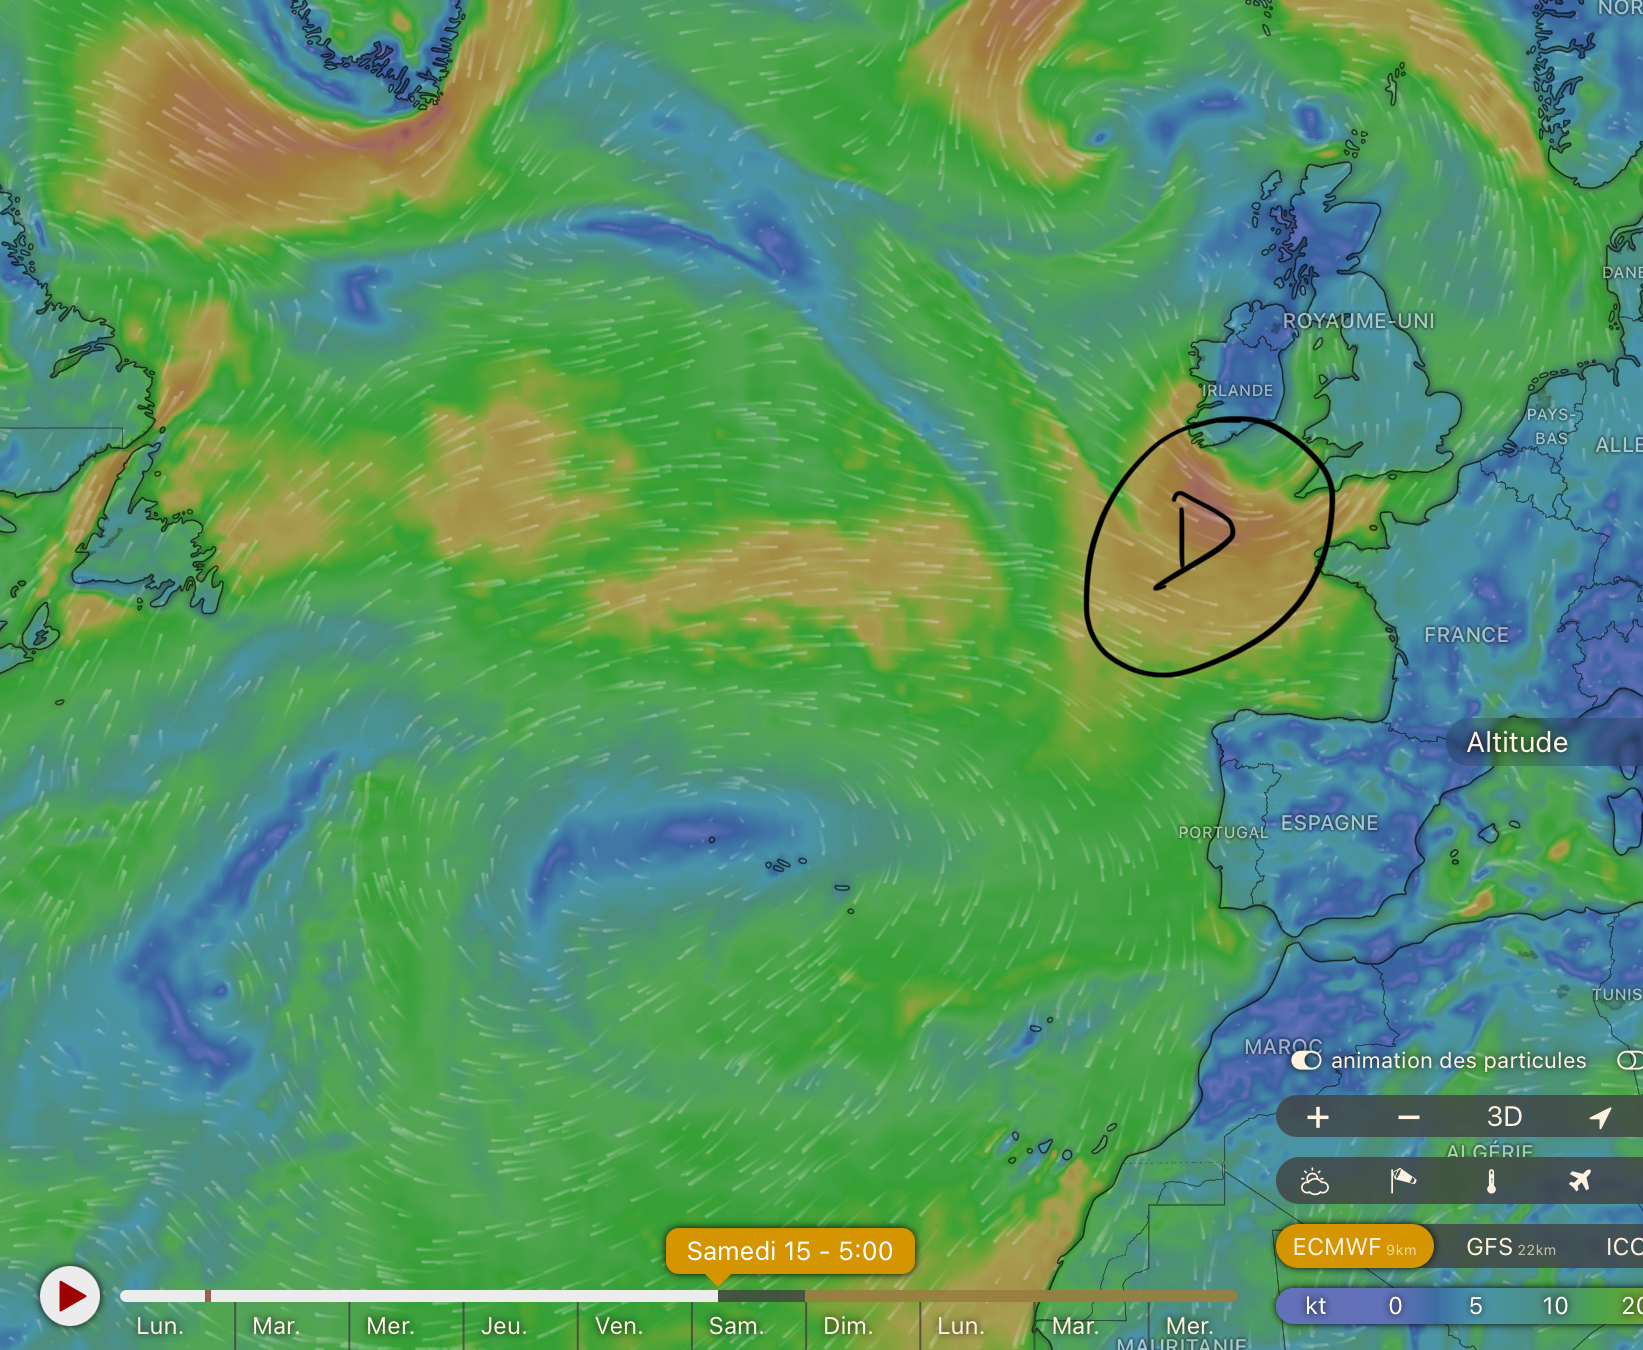 NOR
DANE
ROYAUME-UNI
IRLANDE
PAYS-
BAS
ALLE
D
FRANCE
Altitude
PORTUGAL
ESPAGNE
TUNIS
MAROC
animation des particules
+ − 3D
ALGÉRIE
ECMWF 9km GFS 22km ICO
Samedi 15 - 5:00
kt 0 5 10 20
Lun. Mar. Mer. Jeu. Ven. Sam. Dim. Lun. Mar. Mer.
MAURITANIE